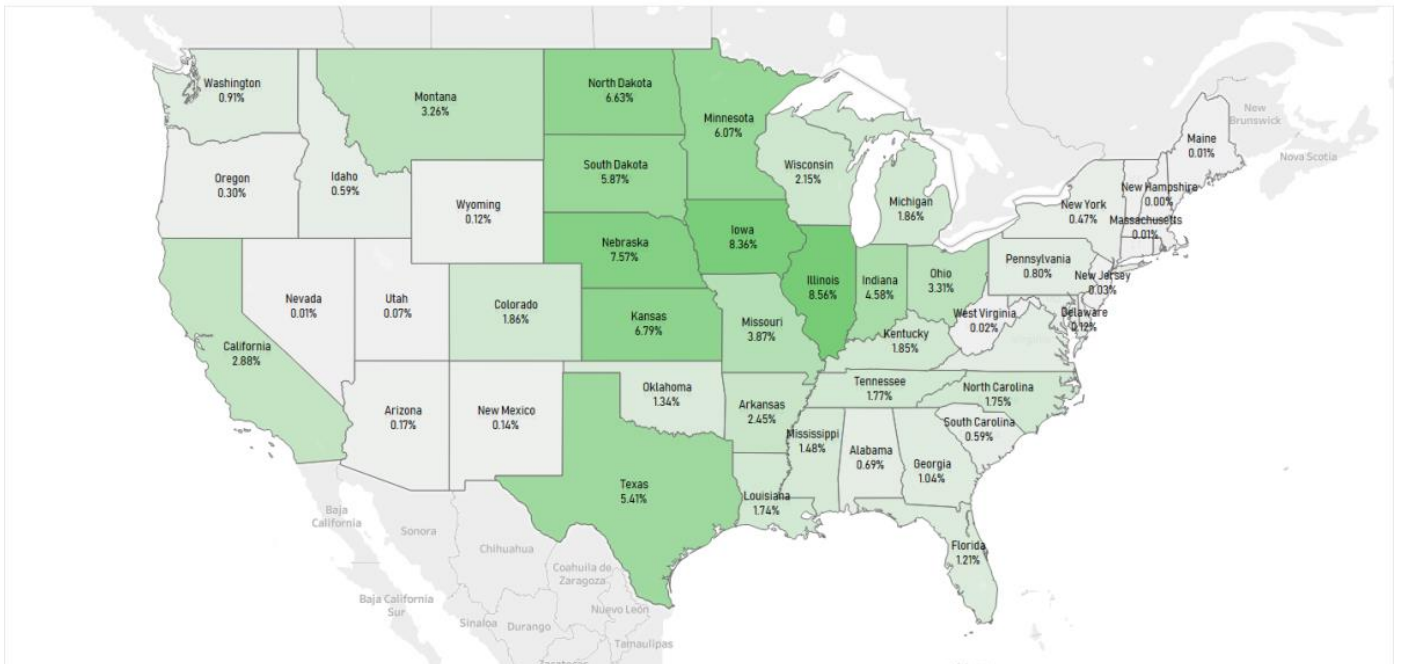 Washington
0.91%
Montana
3.26%
North Dakota
6.63%
Minnesota
6.07%
Maine
0.01%
New
Brunswick
Nova Scotia
Oregon
0.30%
Idaho
0.59%
Wyoming
0.12%
South Dakota
5.87%
Wisconsin
2.15%
Michigan
1.86%
New York
0.47%
New Hampshire
0.00%
Massachusetts
0.01%
Nebraska
7.57%
Iowa
8.36%
Illinois
8.56%
Indiana
4.58%
Ohio
3.31%
Pennsylvania
0.80%
New Jersey
0.03%
Nevada
0.01%
Utah
0.07%
Colorado
1.86%
Kansas
6.79%
Missouri
3.87%
Kentucky
1.85%
West Virginia
0.02%
Delaware
0.12%
California
2.88%
Arizona
0.17%
New Mexico
0.14%
Oklahoma
1.34%
Arkansas
2.45%
Tennessee
1.77%
North Carolina
1.75%
South Carolina
0.59%
Texas
5.41%
Louisiana
1.74%
Mississippi
1.48%
Alabama
0.69%
Georgia
1.04%
Florida
1.21%
Baja
California
Sonora
Chihuahua
Coahuila de
Zaragoza
Baja California
Sur
Sinaloa
Durango
Nuevo León
Tamaulipas